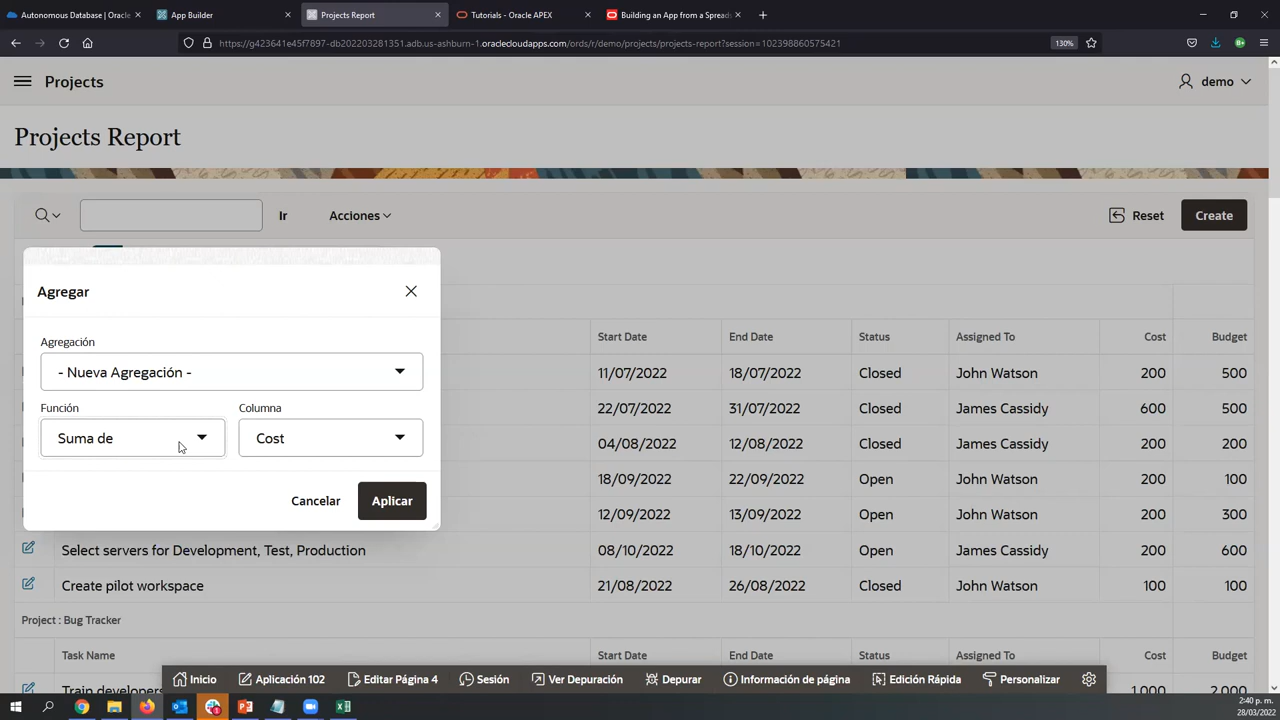 Autonomous Database | Oracle
App Builder
Projects Report
Tutorials - Oracle APEX
Building an App from a Spreads
https://g423641e45f7897-db202203281351.adb.us-ashburn-1.oraclecloudapps.com/ords/r/demo/projects/projects-report?session=102398860575421
130%
Projects
demo
Projects Report
Ir
Acciones
Reset
Create
Agregar
Agregación
- Nueva Agregación -
Función
Columna
Suma de
Cost
Cancelar
Aplicar
Start Date End Date Status Assigned To Cost Budget
11/07/2022 18/07/2022 Closed John Watson 200 500
22/07/2022 31/07/2022 Closed James Cassidy 600 500
04/08/2022 12/08/2022 Closed John Watson 200 200
18/09/2022 22/09/2022 Open John Watson 200 100
12/09/2022 13/09/2022 Open John Watson 200 300
Select servers for Development, Test, Production 08/10/2022 18/10/2022 Open James Cassidy 200 600
Create pilot workspace 21/08/2022 26/08/2022 Closed John Watson 100 100
Project : Bug Tracker
Task Name Start Date End Date Status Assigned To Cost Budget
Train developers
Inicio
Aplicación 102
Editar Página 4
Sesión
Ver Depuración
Depurar
Información de página
Edición Rápida
Personalizar
2:40 p. m.
28/03/2022